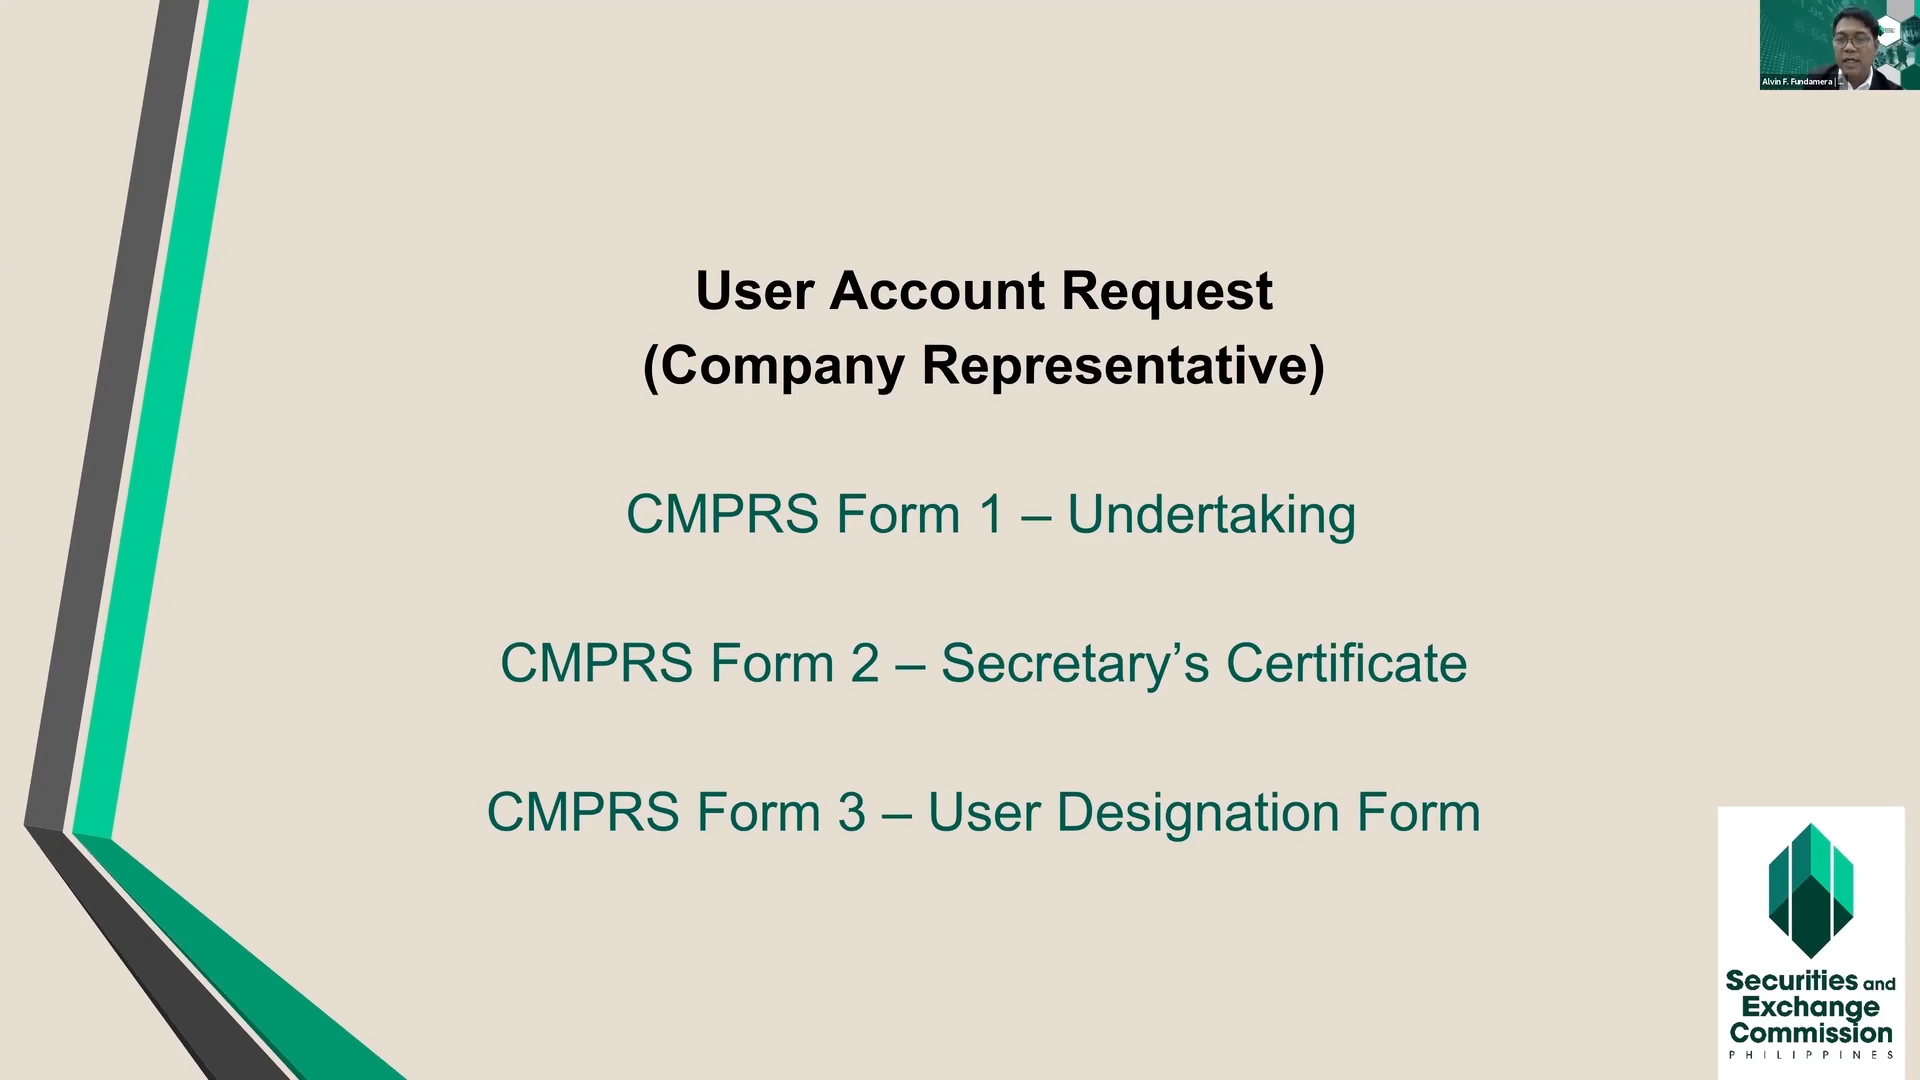 Alvin F. Fundamera | ...
User Account Request
(Company Representative)
CMPRS Form 1 – Undertaking
CMPRS Form 2 – Secretary’s Certificate
CMPRS Form 3 – User Designation Form
Securities and
Exchange
Commission
PHILIPPINES